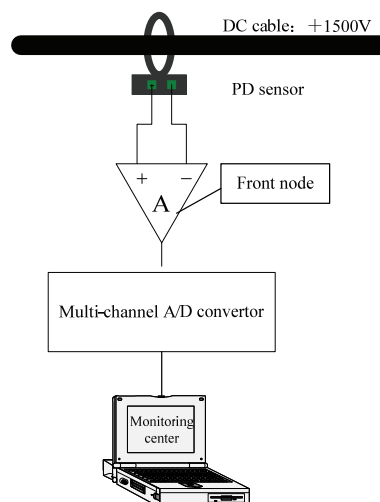 DC cable: +1500V
PD sensor
+ −
A
Front node
Multi-channel A/D convertor
Monitoring
center